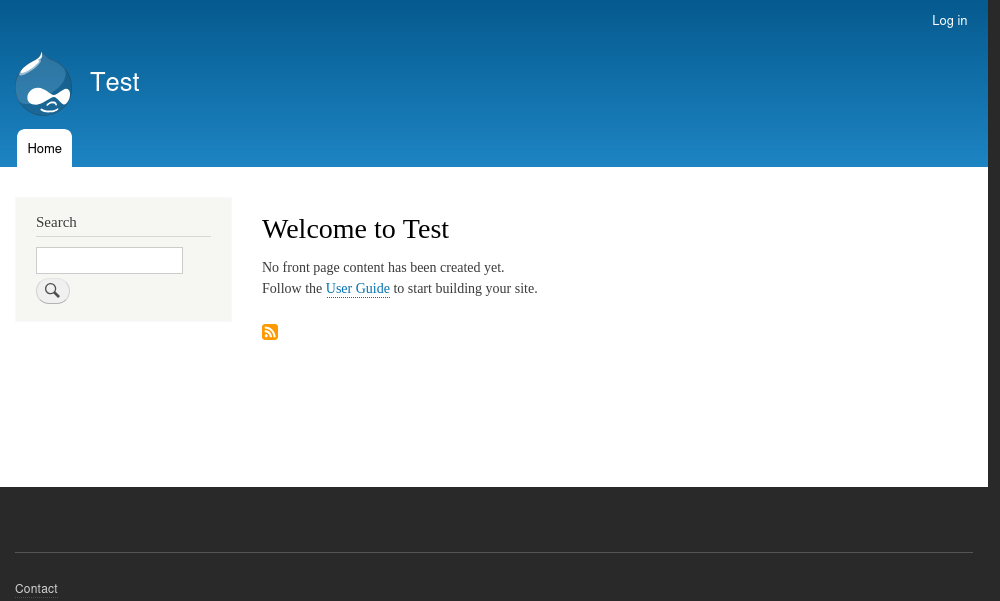 Log in
Test
Home
Search
Welcome to Test
No front page content has been created yet.
Follow the User Guide to start building your site.
Contact